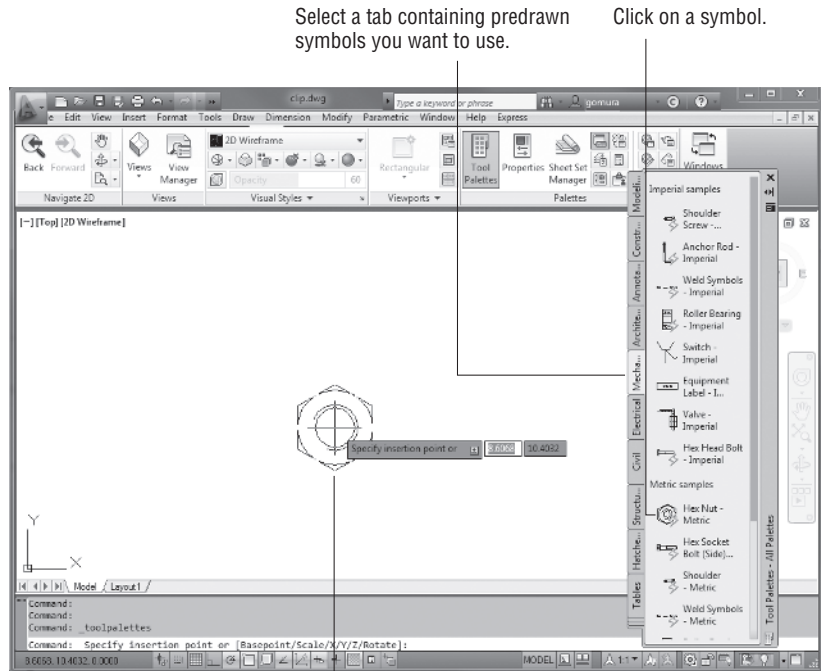 Select a tab containing predrawn
symbols you want to use.
Click on a symbol.
clip.dwg
Type a keyword or phrase
gomura
e Edit View Insert Format Tools Draw Dimension Modify Parametric Window Help Express
Back Forward
Views
View
Manager
2D Wireframe
Opacity 60
Rectangular
Tool
Palettes
Properties
Sheet Set
Manager
Windows
Navigate 2D
Views
Visual Styles
Viewports
Palettes
[−] [Top] [2D Wireframe]
Modeli...
Constr...
Annota...
Archite...
Mecha...
Electrical
Civil
Structu...
Hatche...
Tables
Imperial samples
Shoulder
Screw -...
Anchor Rod -
Imperial
Weld Symbols
- Imperial
Roller Bearing
- Imperial
Switch -
Imperial
Equipment
Label - I...
Valve -
Imperial
Hex Head Bolt
- Imperial
Metric samples
Hex Nut -
Metric
Hex Socket
Bolt (Side)...
Shoulder
- Metric
Weld Symbols
- Metric
Tool Palettes - All Palettes
E
Specify insertion point or 8.6068 10.4032
Y
X
Model Layout1
Command:
Command:
Command: _toolpalettes
Command: Specify insertion point or [Basepoint/Scale/X/Y/Z/Rotate]:
8.6068, 10.4032, 0.0000
MODEL
1:1